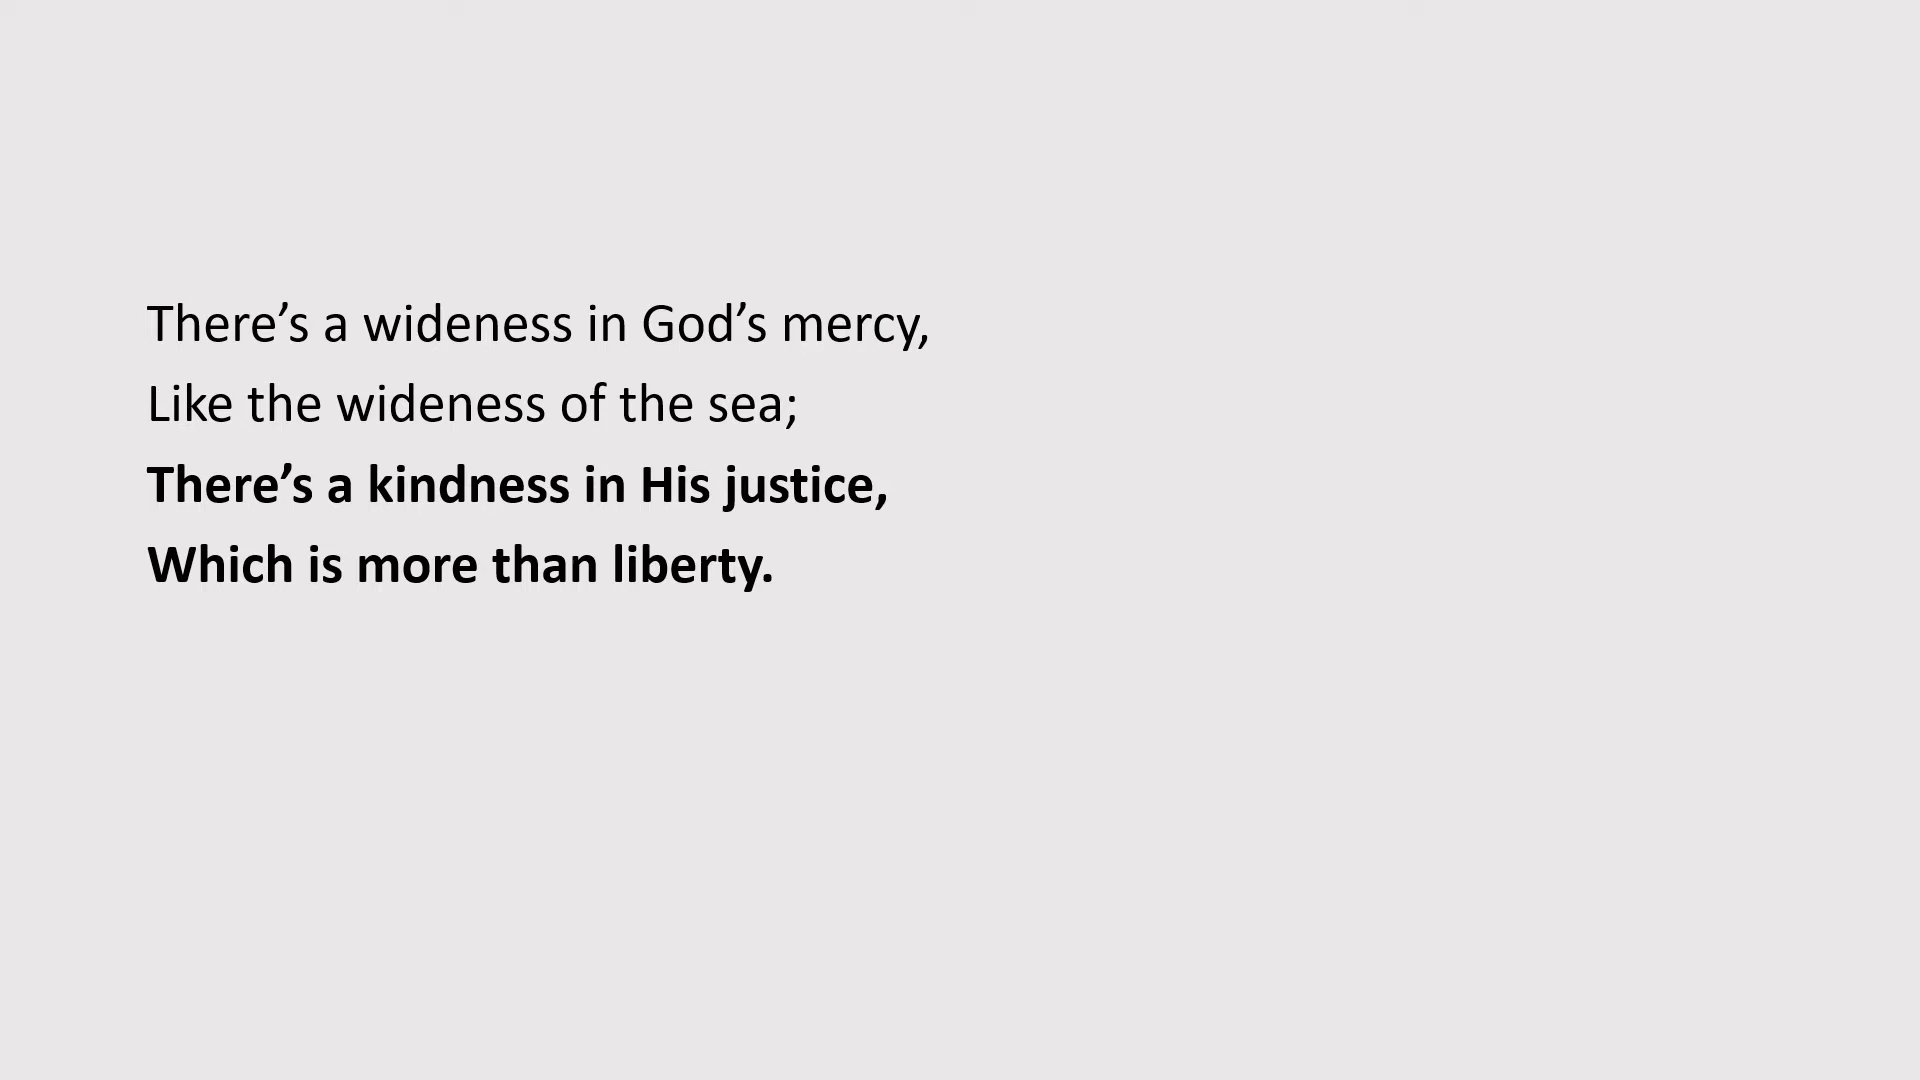 There’s a wideness in God’s mercy,
Like the wideness of the sea;
There’s a kindness in His justice,
Which is more than liberty.